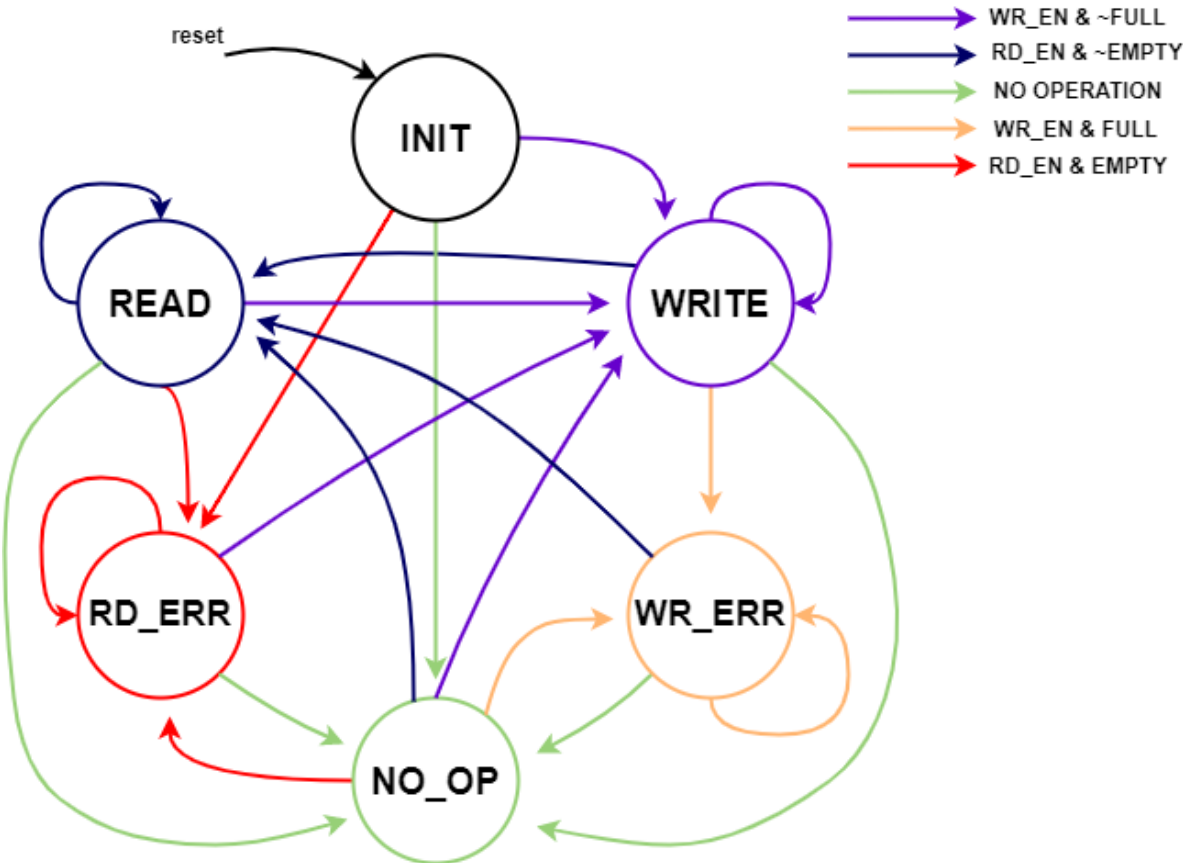 reset
WR_EN & ~FULL
RD_EN & ~EMPTY
NO OPERATION
WR_EN & FULL
RD_EN & EMPTY
INIT
READ
WRITE
RD_ERR
WR_ERR
NO_OP